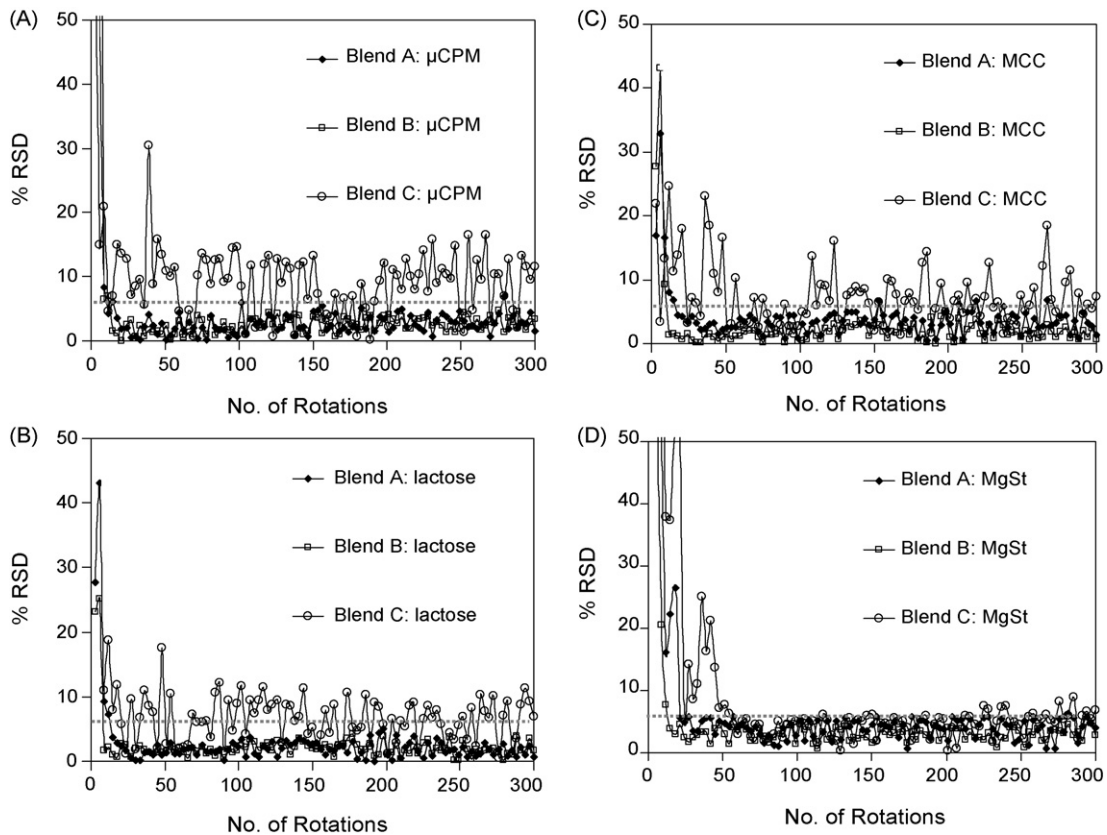 (A)
50
40
30
20
10
0
% RSD
Blend A: µCPM
Blend B: µCPM
Blend C: µCPM
0 50 100 150 200 250 300
No. of Rotations
(C)
50
40
30
20
10
0
% RSD
Blend A: MCC
Blend B: MCC
Blend C: MCC
0 50 100 150 200 250 300
No. of Rotations
(B)
50
40
30
20
10
0
% RSD
Blend A: lactose
Blend B: lactose
Blend C: lactose
0 50 100 150 200 250 300
No. of Rotations
(D)
50
40
30
20
10
0
% RSD
Blend A: MgSt
Blend B: MgSt
Blend C: MgSt
0 50 100 150 200 250 300
No. of Rotations